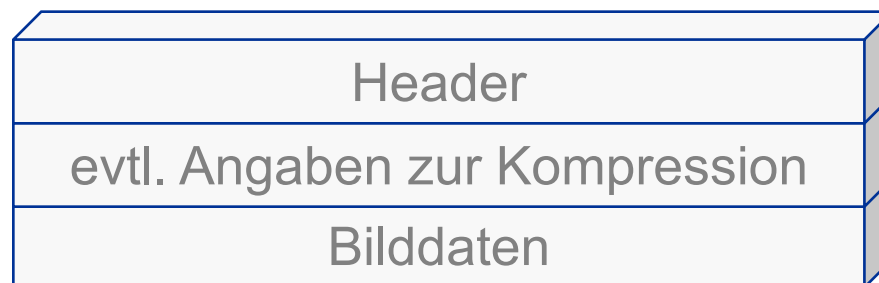 Header
evtl. Angaben zur Kompression
Bilddaten